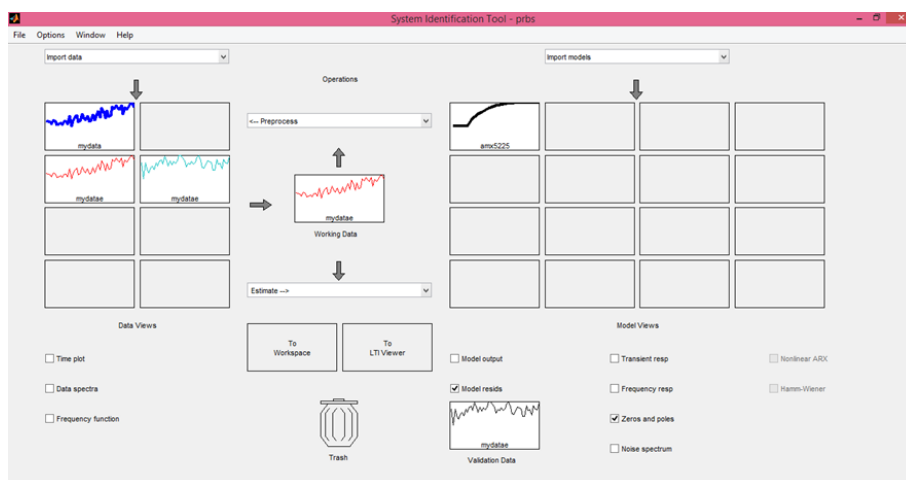 System Identification Tool - prbs
File Options Window Help
Import data
Import models
Operations
<-- Preprocess
mydata
amx5225
mydatae
mydatae
mydatae
Working Data
Estimate -->
Data Views
Model Views
To
Workspace
To
LTI Viewer
Time plot
Model output
Transient resp
Nonlinear ARX
Data spectra
Model resids
Frequency resp
Hamm-Wiener
Frequency function
Zeros and poles
mydatae
Noise spectrum
Trash
Validation Data